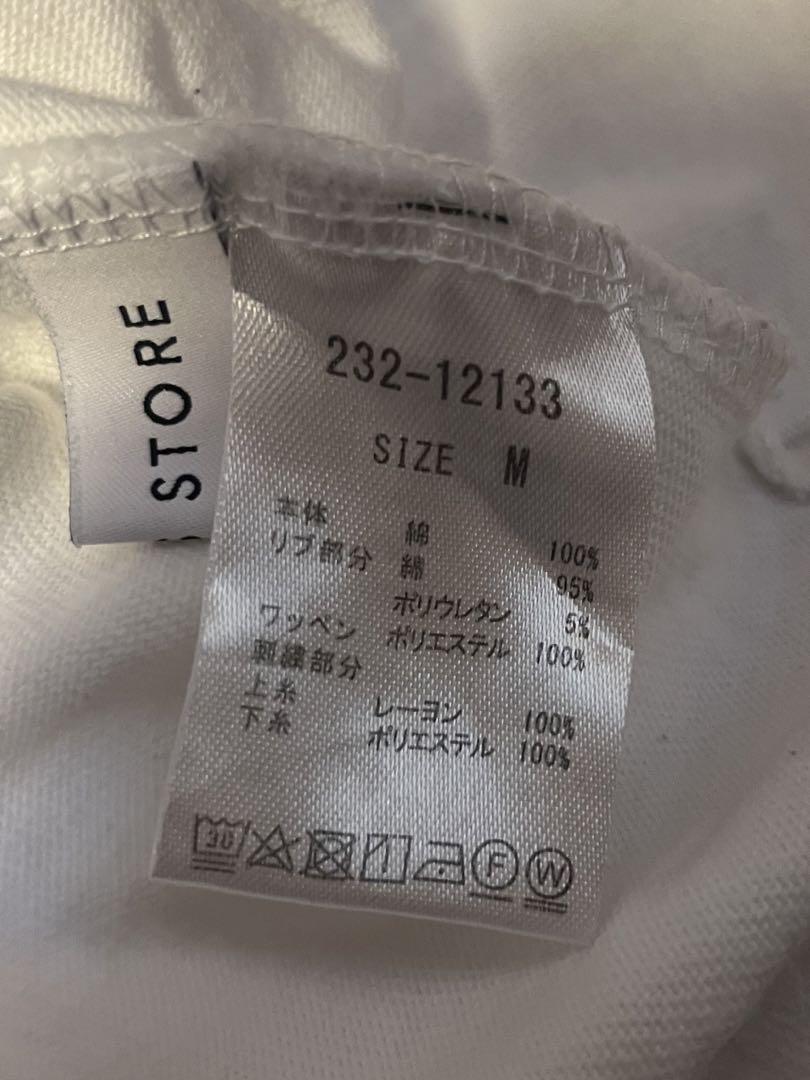 STORE
232-12133
SIZE M
本体 綿 100%
リブ部分 綿 95%
ポリウレタン 5%
ワッペン ポリエステル 100%
刺繍部分
上糸 レーヨン 100%
下糸 ポリエステル 100%
30 F W